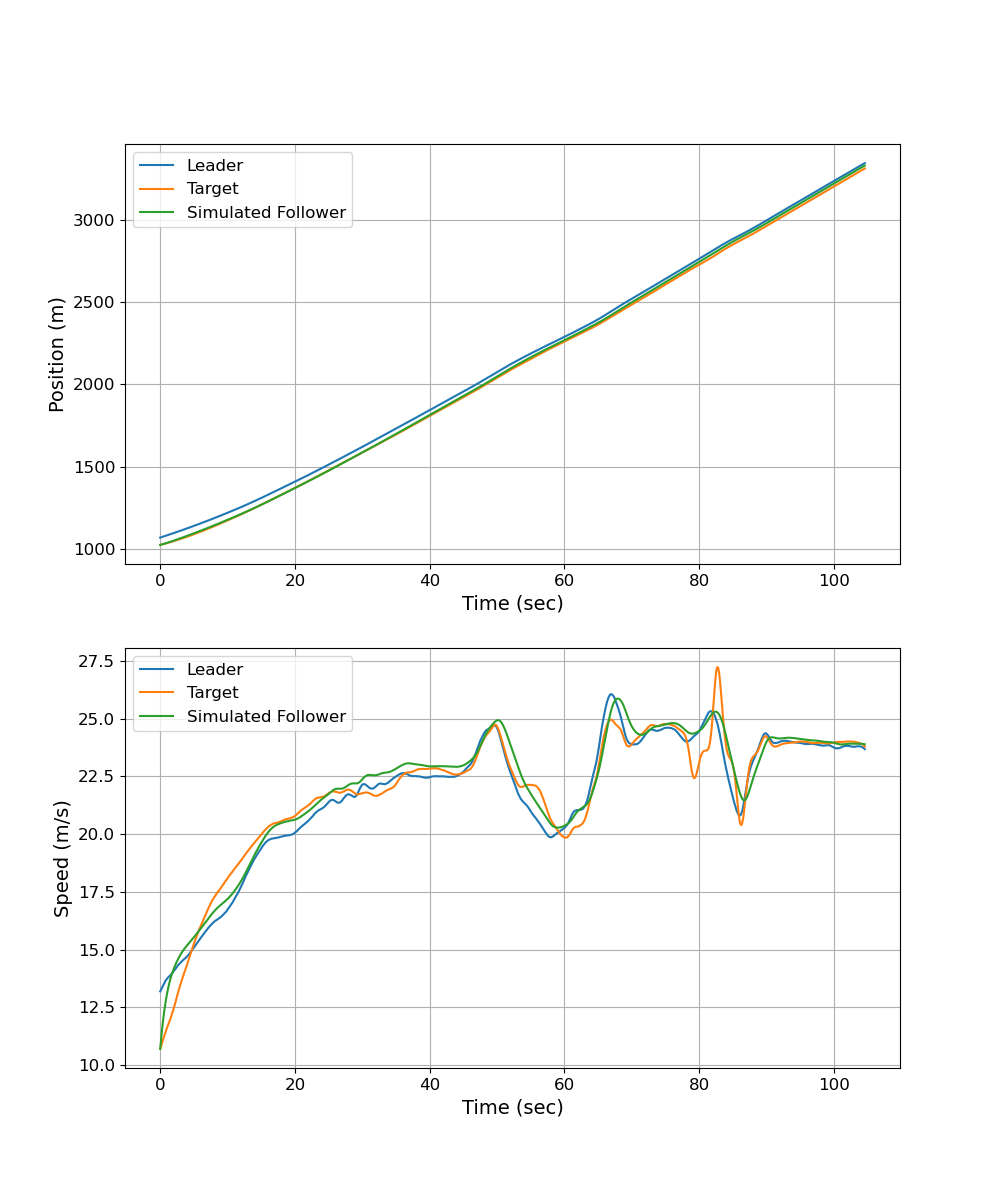 Leader
Target
Simulated Follower
3000
2500
2000
1500
1000
Position (m)
0 20 40 60 80 100
Time (sec)
Leader
Target
Simulated Follower
27.5
25.0
22.5
20.0
17.5
15.0
12.5
10.0
Speed (m/s)
0 20 40 60 80 100
Time (sec)